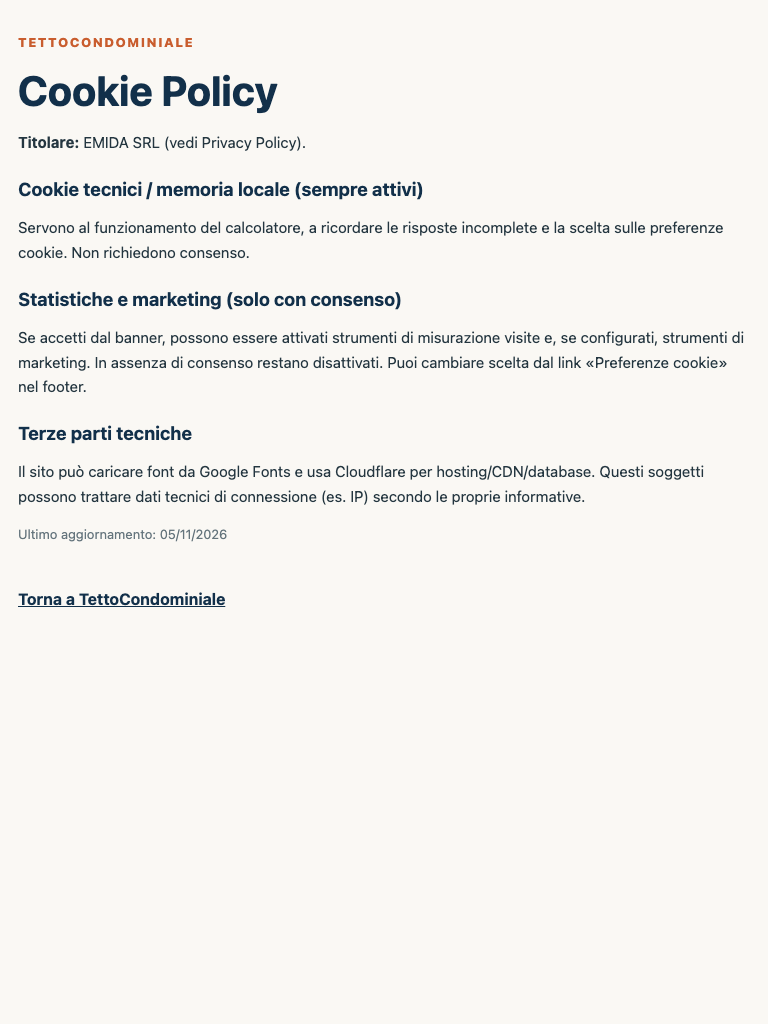 TETTOCONDOMINIALE
Cookie Policy
Titolare: EMIDA SRL (vedi Privacy Policy).
Cookie tecnici / memoria locale (sempre attivi)
Servono al funzionamento del calcolatore, a ricordare le risposte incomplete e la scelta sulle preferenze
cookie. Non richiedono consenso.
Statistiche e marketing (solo con consenso)
Se accetti dal banner, possono essere attivati strumenti di misurazione visite e, se configurati, strumenti di
marketing. In assenza di consenso restano disattivati. Puoi cambiare scelta dal link «Preferenze cookie»
nel footer.
Terze parti tecniche
Il sito può caricare font da Google Fonts e usa Cloudflare per hosting/CDN/database. Questi soggetti
possono trattare dati tecnici di connessione (es. IP) secondo le proprie informative.
Ultimo aggiornamento: 05/11/2026
Torna a TettoCondominiale